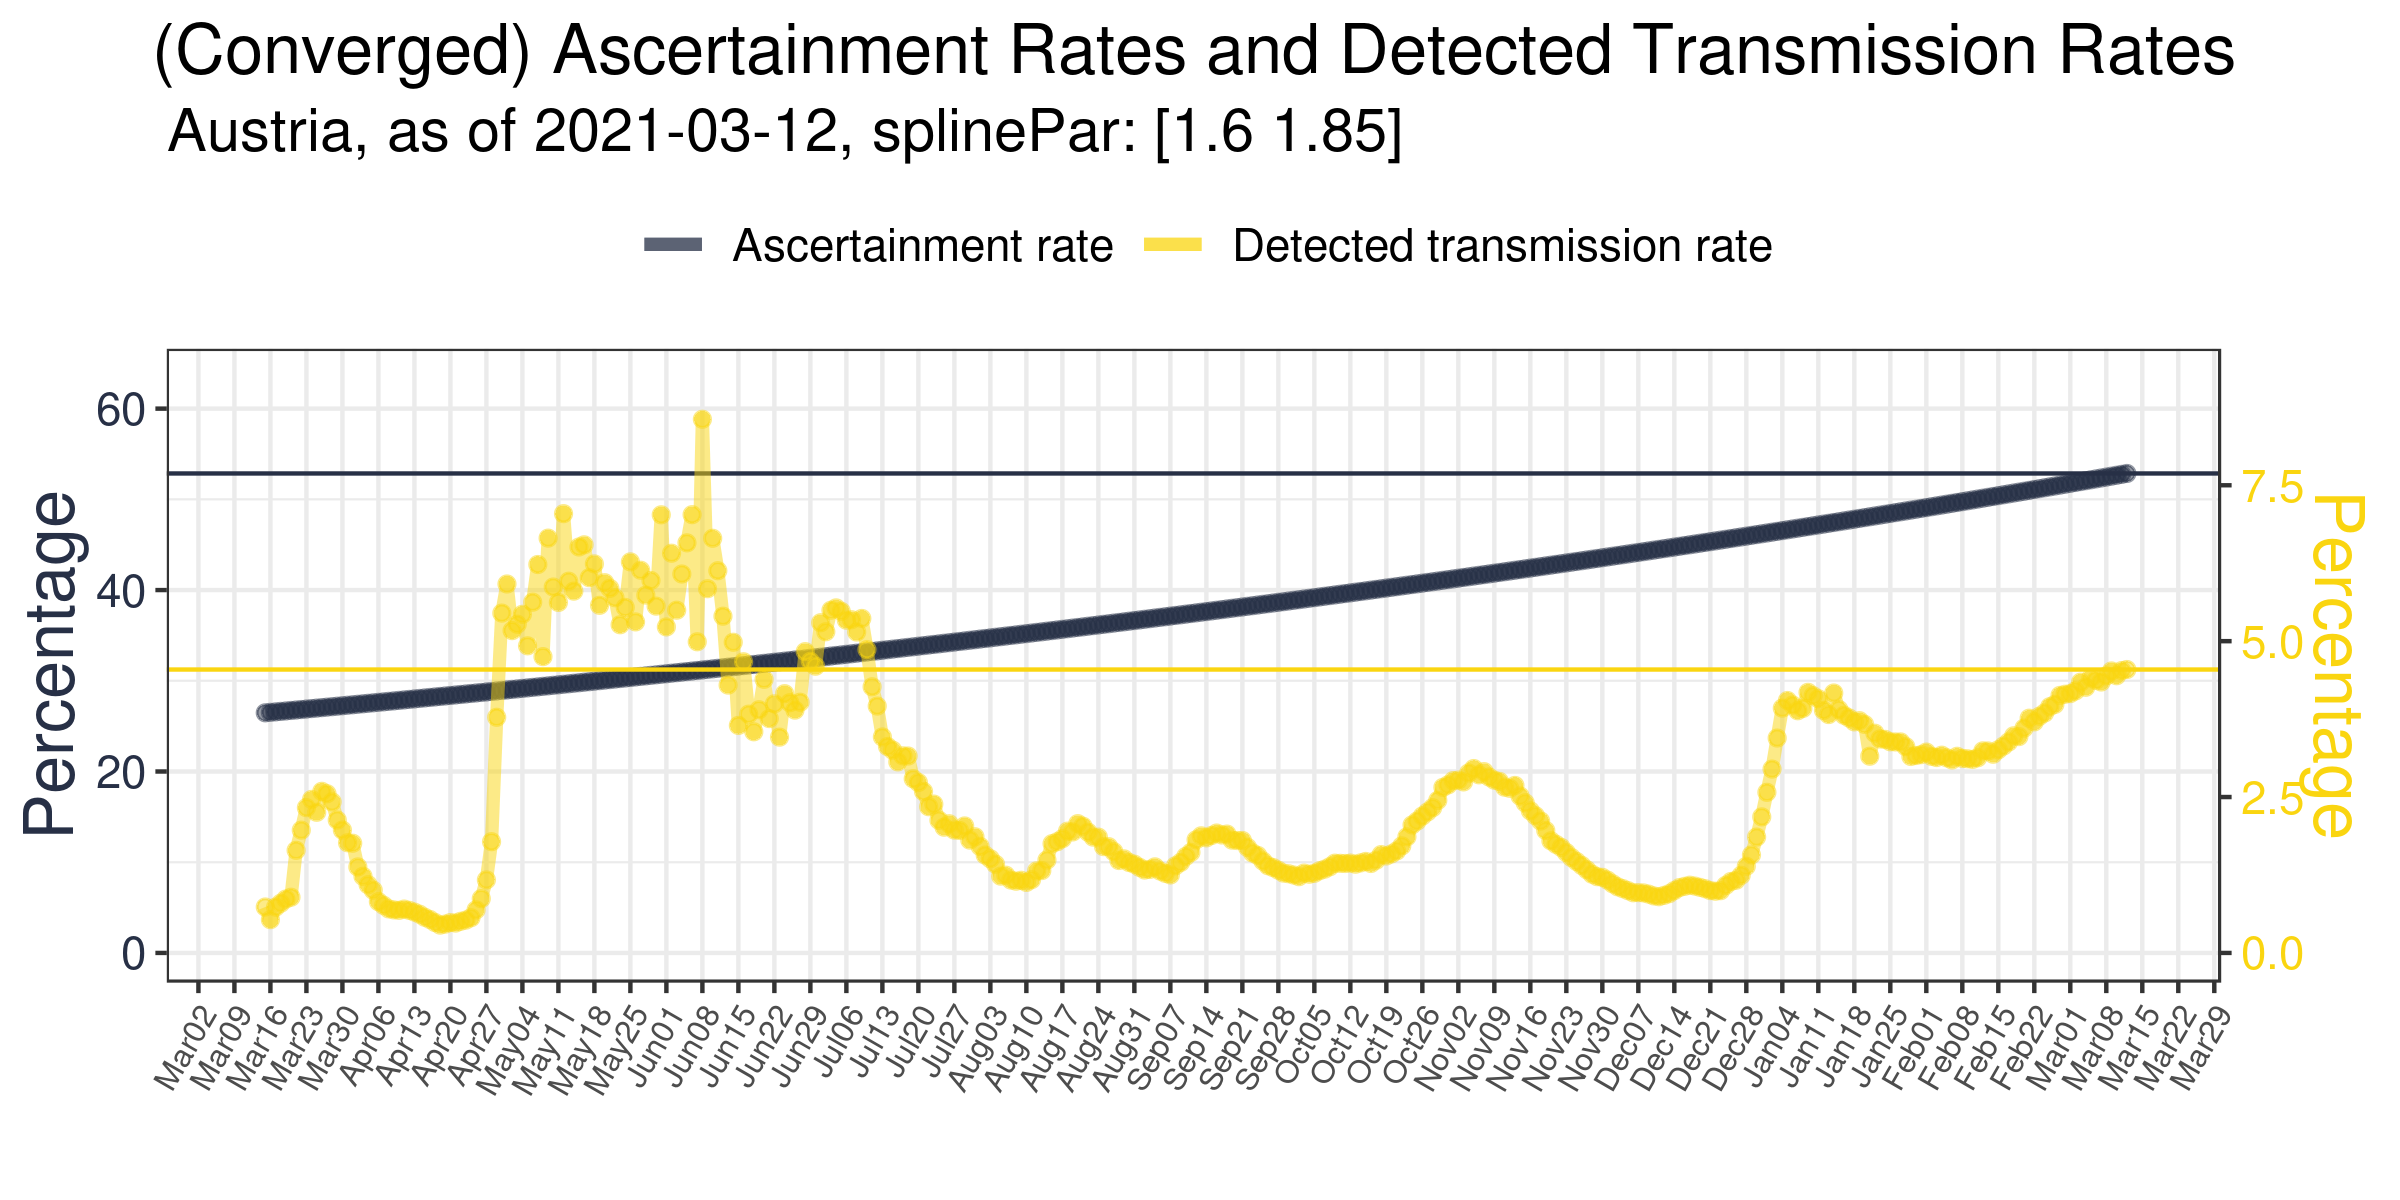 (Converged) Ascertainment Rates and Detected Transmission Rates
Austria, as of 2021-03-12, splinePar: [1.6 1.85]
Ascertainment rate
Detected transmission rate
Percentage
60
40
20
0
7.5
5.0
2.5
0.0
Percentage
Mar02
Mar09
Mar16
Mar23
Mar30
Apr06
Apr13
Apr20
Apr27
May04
May11
May18
May25
Jun01
Jun08
Jun15
Jun22
Jun29
Jul06
Jul13
Jul20
Jul27
Aug03
Aug10
Aug17
Aug24
Aug31
Sep07
Sep14
Sep21
Sep28
Oct05
Oct12
Oct19
Oct26
Nov02
Nov09
Nov16
Nov23
Nov30
Dec07
Dec14
Dec21
Dec28
Jan04
Jan11
Jan18
Jan25
Feb01
Feb08
Feb15
Feb22
Mar01
Mar08
Mar15
Mar22
Mar29